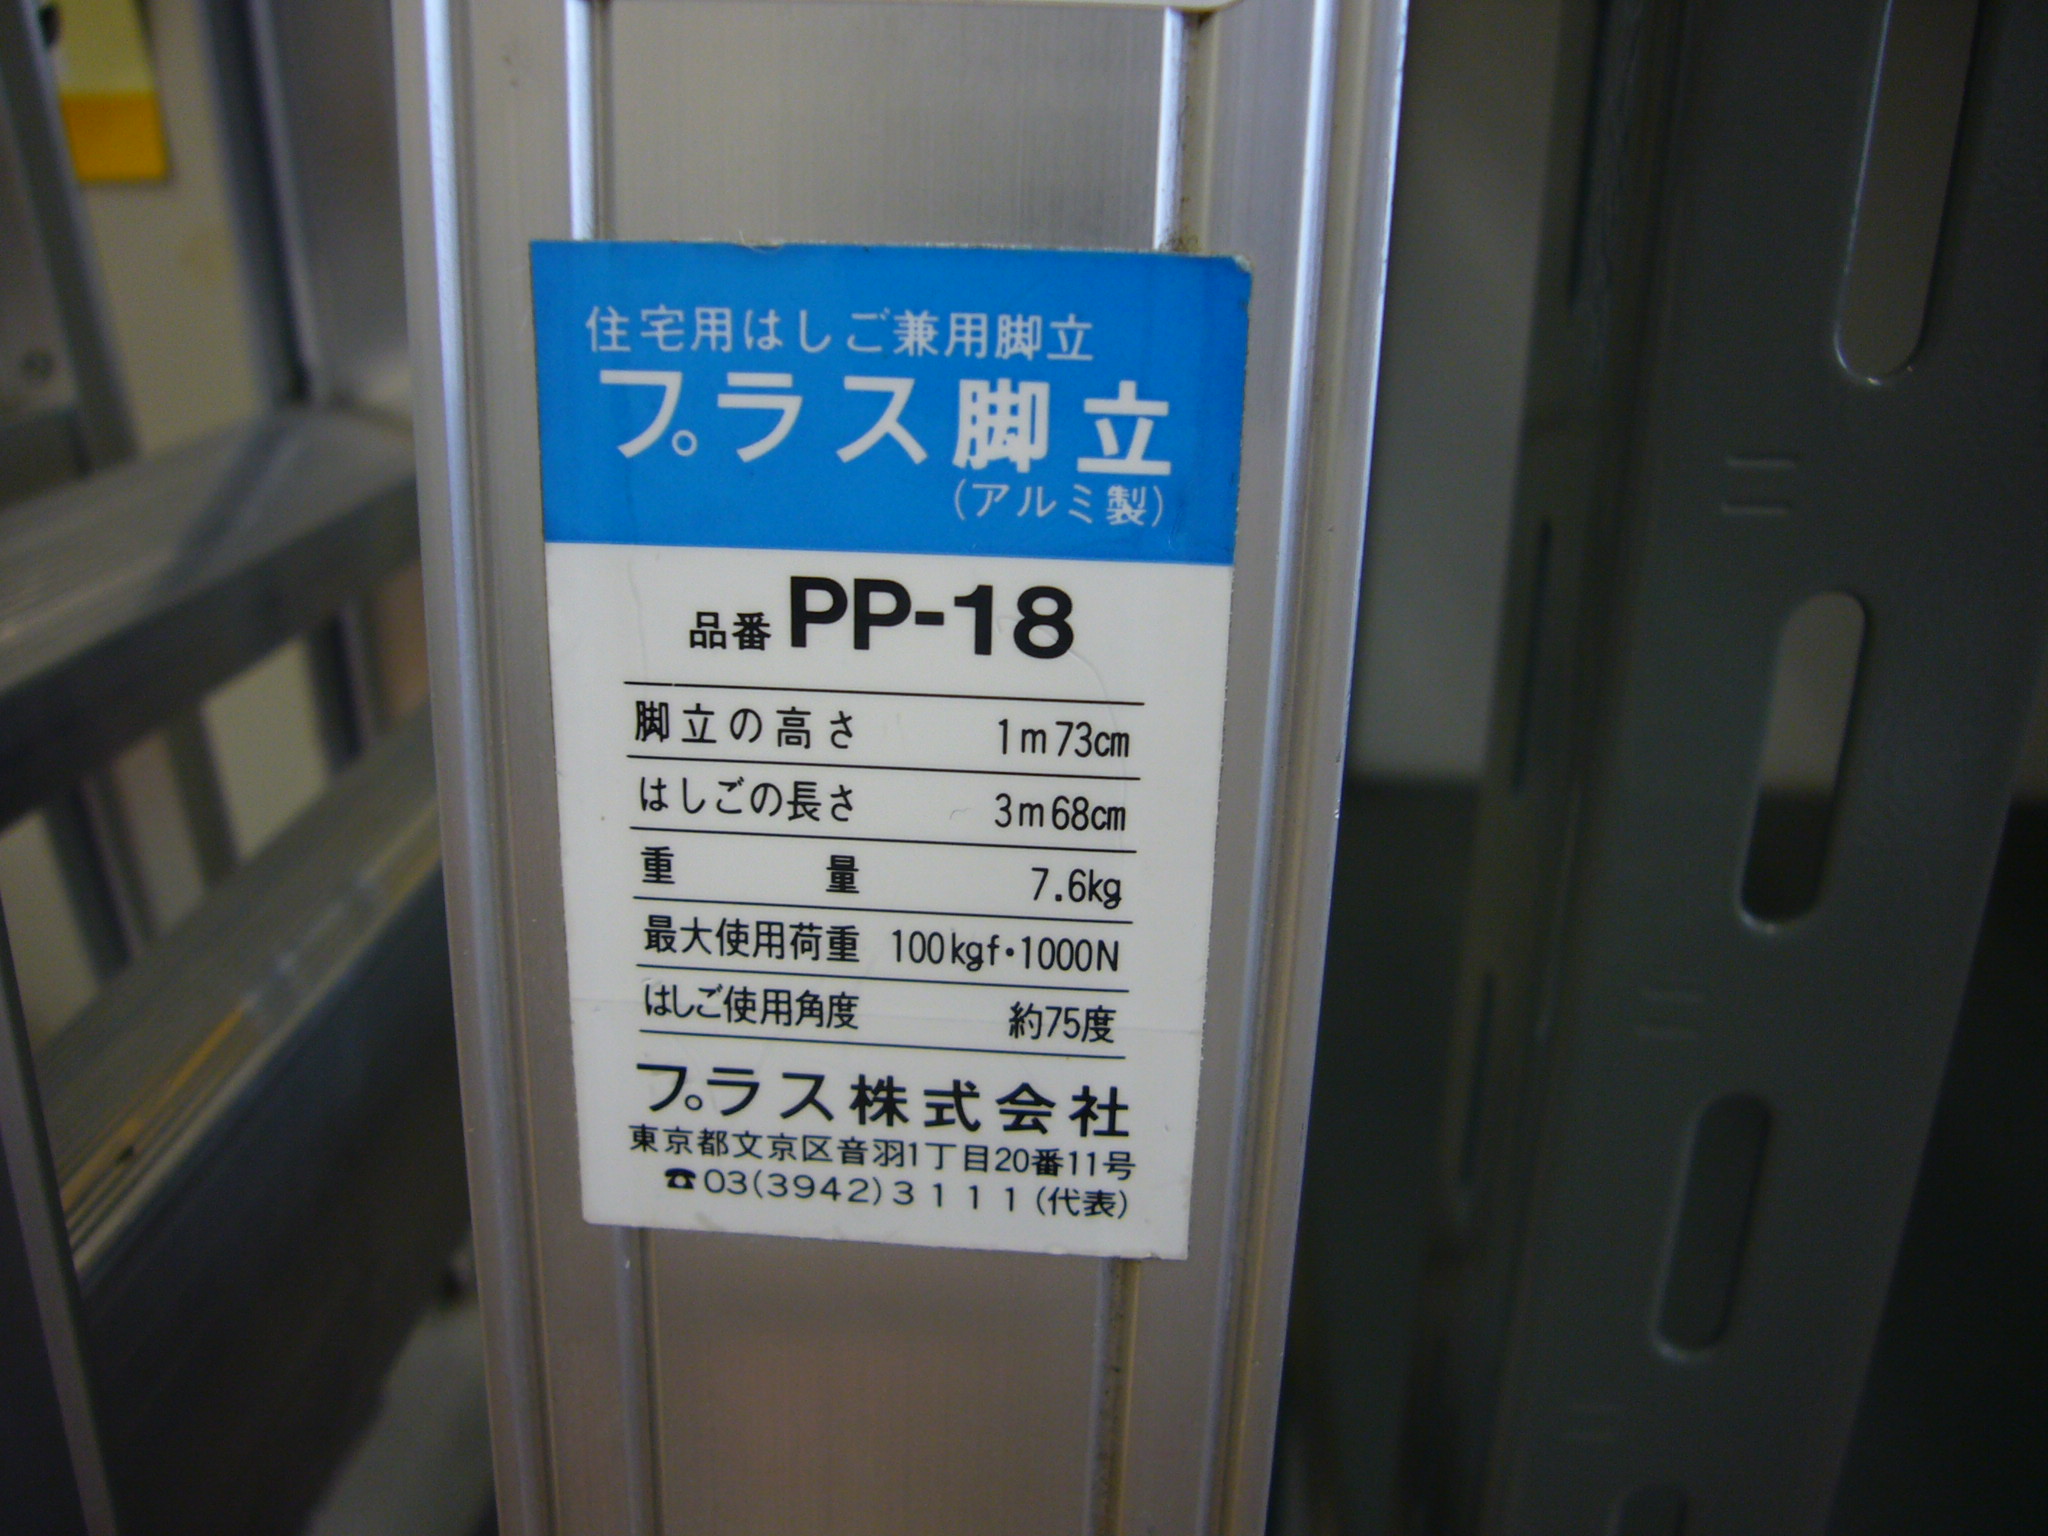 住宅用はしご兼用脚立
プラス脚立
(アルミ製)
品番 PP-18
脚立の高さ 1m73cm
はしごの長さ 3m68cm
重量 7.6kg
最大使用荷重 100kgf・1000N
はしご使用角度 約75度
プラス株式会社
東京都文京区音羽1丁目20番11号
☎03(3942)3111(代表)